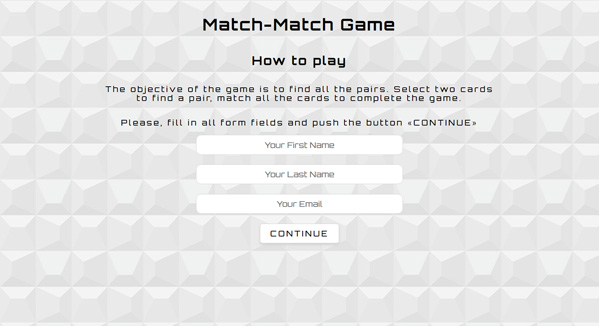 Match-Match Game
How to play
The objective of the game is to find all the pairs. Select two cards
to find a pair, match all the cards to complete the game.
Please, fill in all form fields and push the button «CONTINUE»
Your First Name
Your Last Name
Your Email
CONTINUE